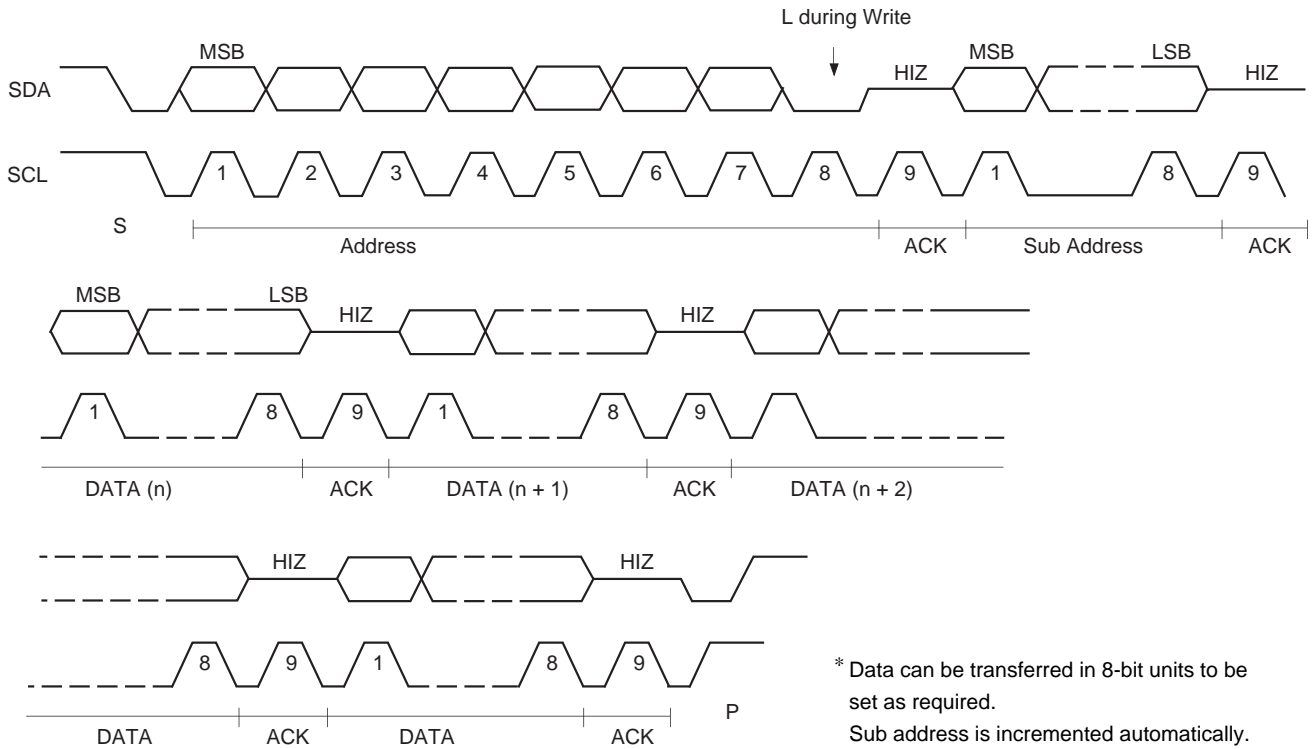 L during Write
MSB HIZ MSB LSB HIZ
SDA
SCL 1 2 3 4 5 6 7 8 9 1 8 9
S Address ACK Sub Address ACK
MSB LSB HIZ HIZ
1 8 9 1 8 9
DATA (n) ACK DATA (n + 1) ACK DATA (n + 2)
HIZ HIZ
8 9 1 8 9
P
DATA ACK DATA ACK
* Data can be transferred in 8-bit units to be
set as required.
Sub address is incremented automatically.